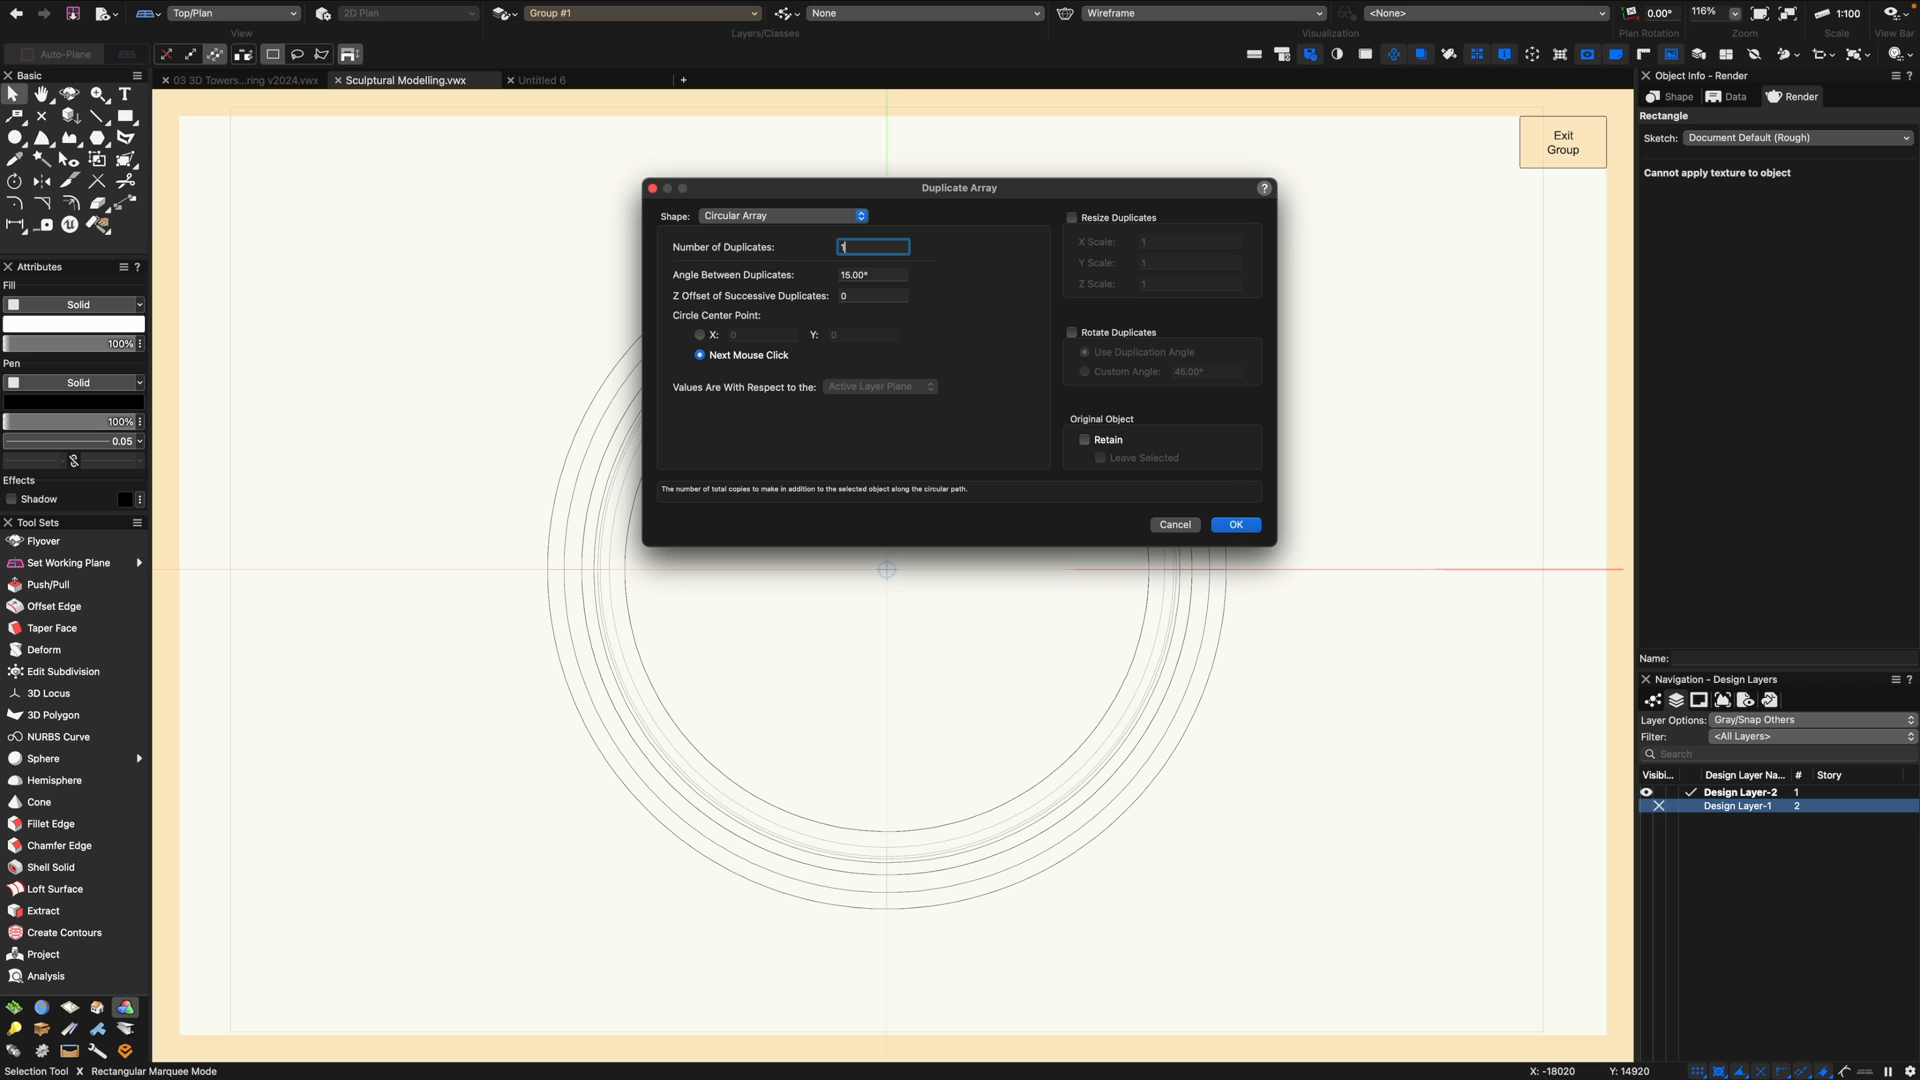 Top/Plan
2D Plan
Group #1
None
Wireframe
<None>
0.00°
116%
1:100
View
Layers/Classes
Visualization
Plan Rotation
Zoom
Scale
View Bar
Auto-Plane
Basic
03 3D Towers...ring v2024.vwx
Sculptural Modelling.vwx
Untitled 6
+
Object Info - Render
Shape
Data
Render
Rectangle
Sketch:
Document Default (Rough)
Cannot apply texture to object
Exit
Group
Duplicate Array
Shape:
Circular Array
Number of Duplicates:
1
Angle Between Duplicates:
15.00°
Z Offset of Successive Duplicates:
0
Circle Center Point:
X:
0
Y:
0
Next Mouse Click
Values Are With Respect to the:
Active Layer Plane
Resize Duplicates
X Scale:
1
Y Scale:
1
Z Scale:
1
Rotate Duplicates
Use Duplication Angle
Custom Angle:
45.00°
Original Object
Retain
Leave Selected
The number of total copies to make in addition to the selected object along the circular path.
Cancel
OK
Attributes
?
Fill
Solid
100%
Pen
Solid
100%
0.05
Effects
Shadow
Tool Sets
Flyover
Set Working Plane
Push/Pull
Offset Edge
Taper Face
Deform
Edit Subdivision
3D Locus
3D Polygon
NURBS Curve
Sphere
Hemisphere
Cone
Fillet Edge
Chamfer Edge
Shell Solid
Loft Surface
Extract
Create Contours
Project
Analysis
Name:
Navigation - Design Layers
?
Layer Options:
Gray/Snap Others
Filter:
<All Layers>
Search
Visibi...
Design Layer Na...
#
Story
Design Layer-2
1
Design Layer-1
2
Selection Tool
X
Rectangular Marquee Mode
X: -18020
Y: 14920